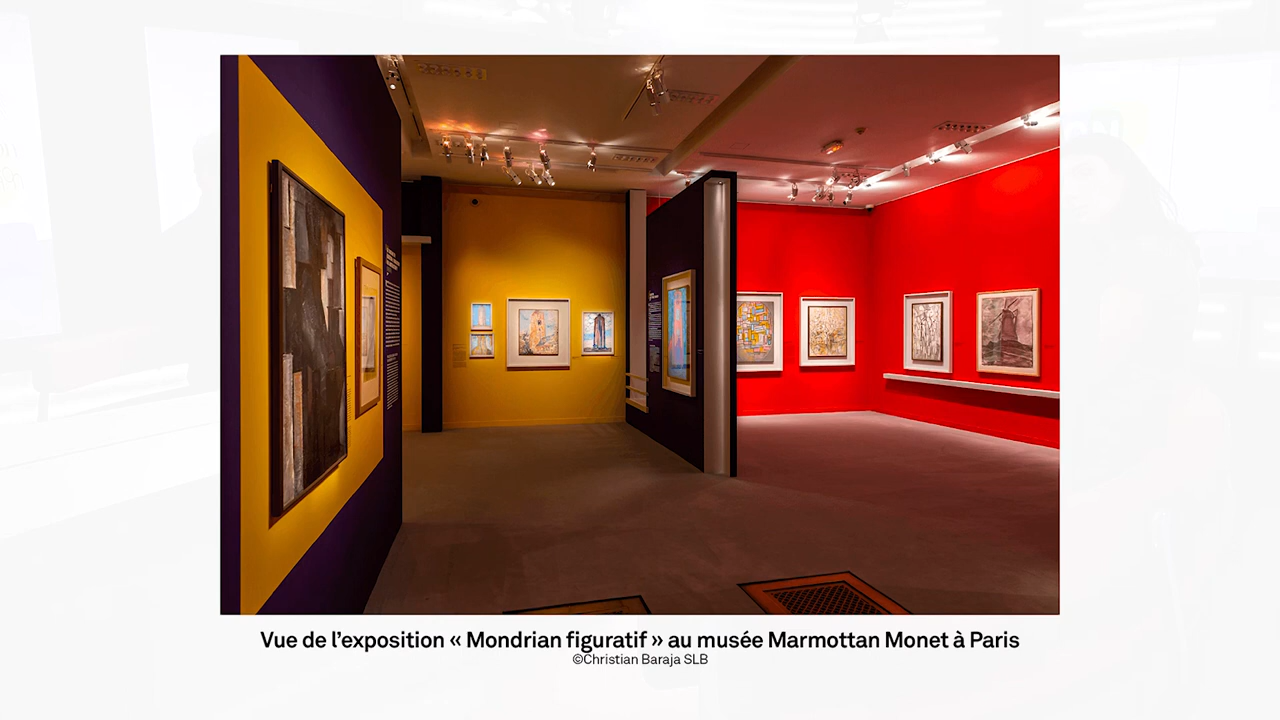 Vue de l’exposition « Mondrian figuratif » au musée Marmottan Monet à Paris
©Christian Baraja SLB